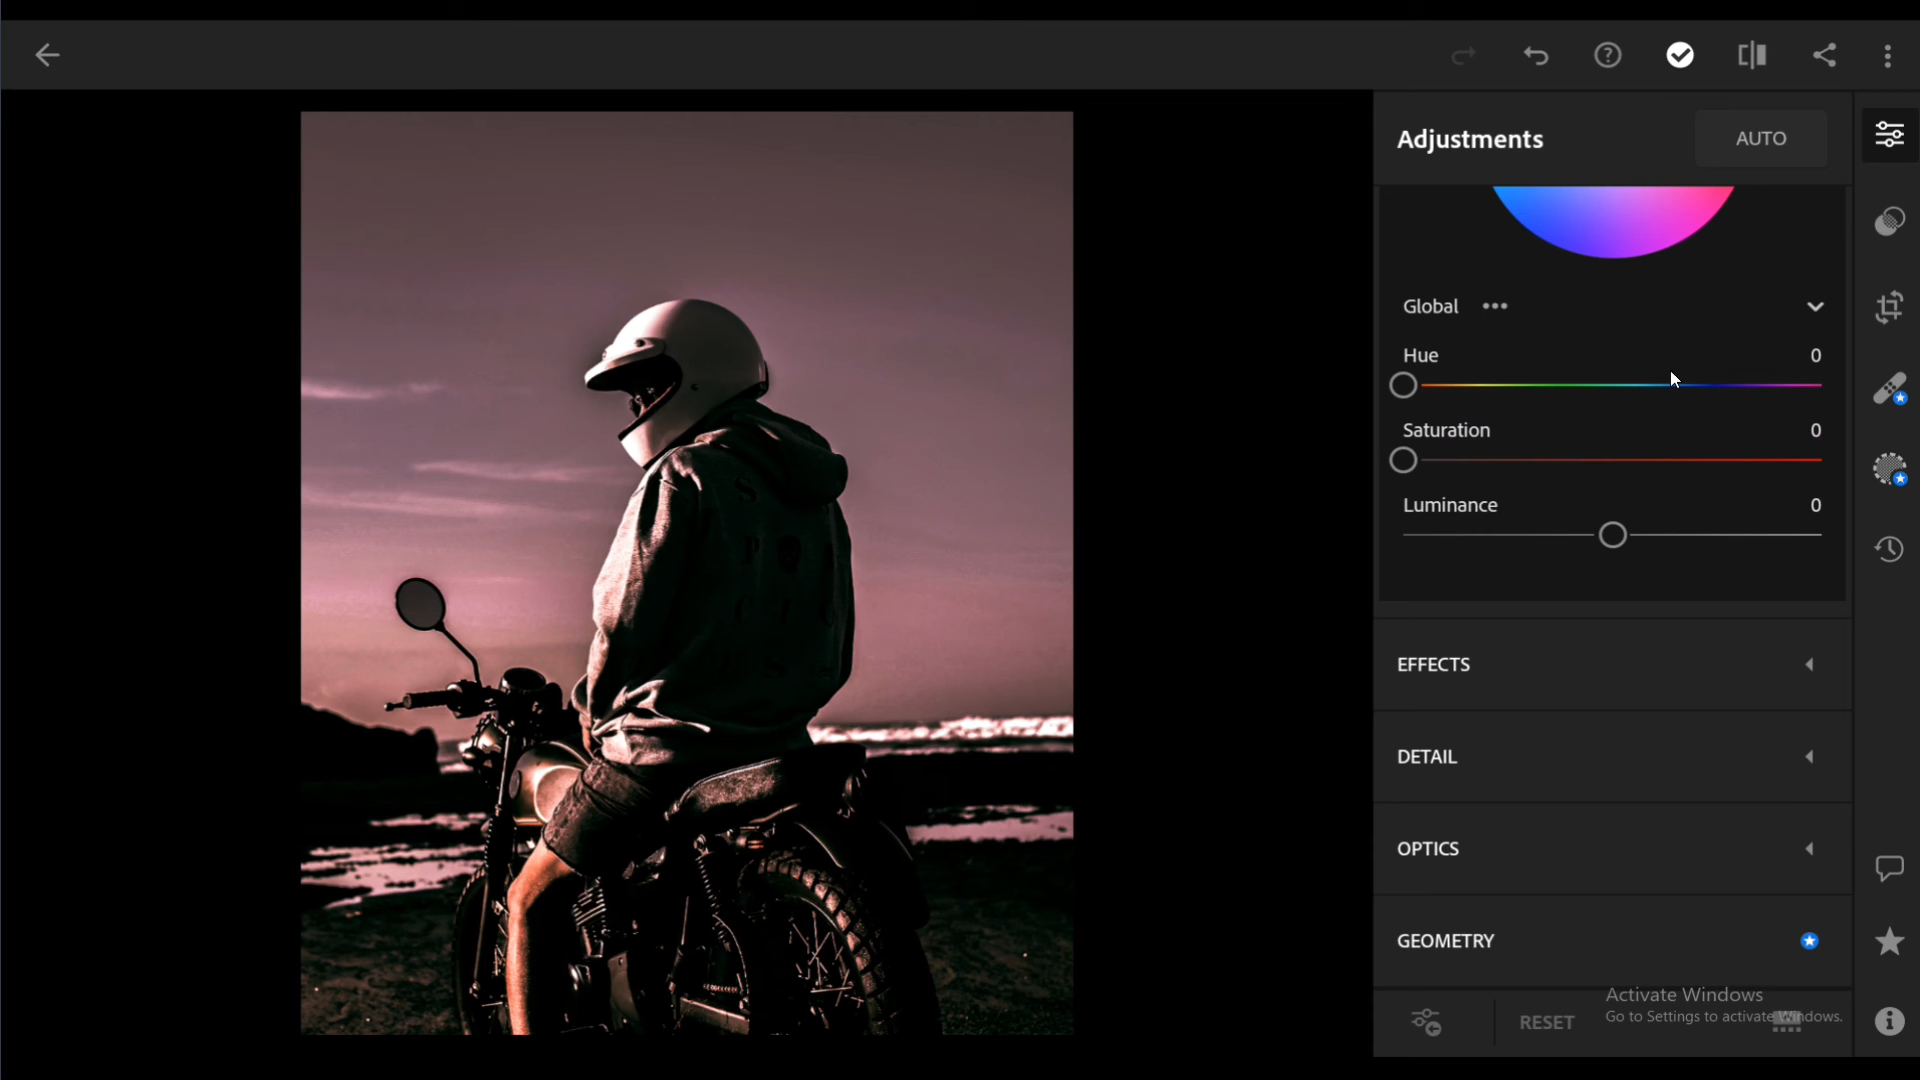 Adjustments
AUTO
Global
Hue 0
Saturation 0
Luminance 0
EFFECTS
DETAIL
OPTICS
GEOMETRY
Activate Windows
Go to Settings to activate Windows.
RESET